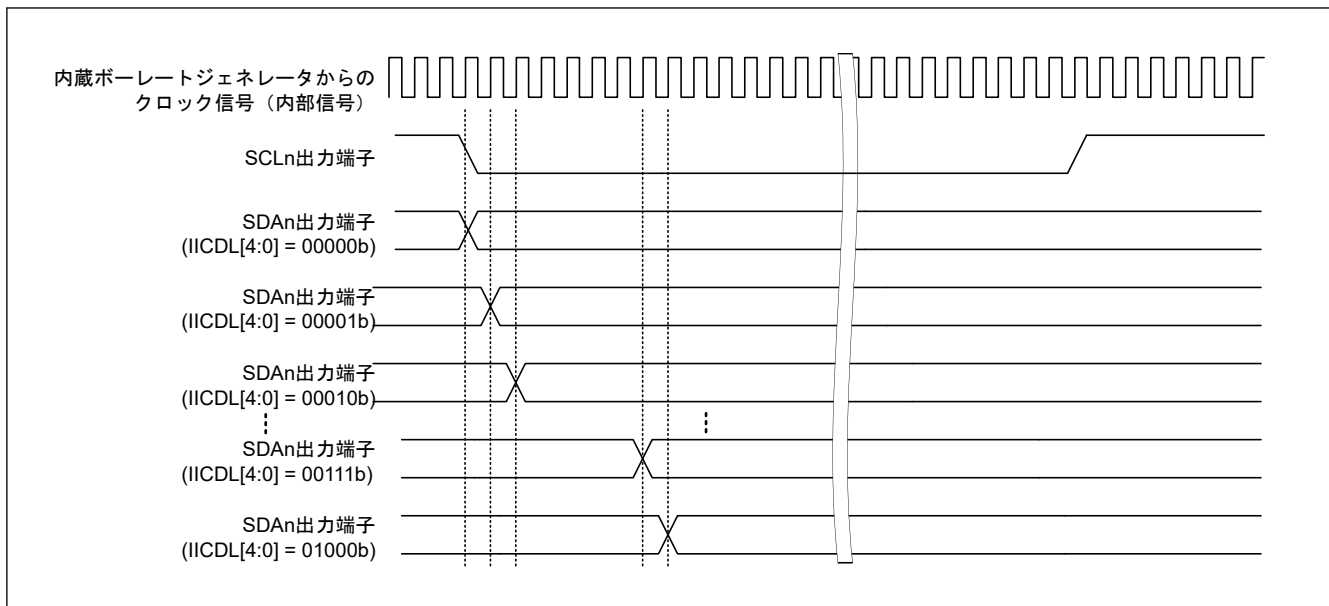 内蔵ボーレートジェネレータからの
クロック信号（内部信号）
SCLn出力端子
SDAn出力端子
(IICDL[4:0] = 00000b)
SDAn出力端子
(IICDL[4:0] = 00001b)
SDAn出力端子
(IICDL[4:0] = 00010b)
SDAn出力端子
(IICDL[4:0] = 00111b)
SDAn出力端子
(IICDL[4:0] = 01000b)